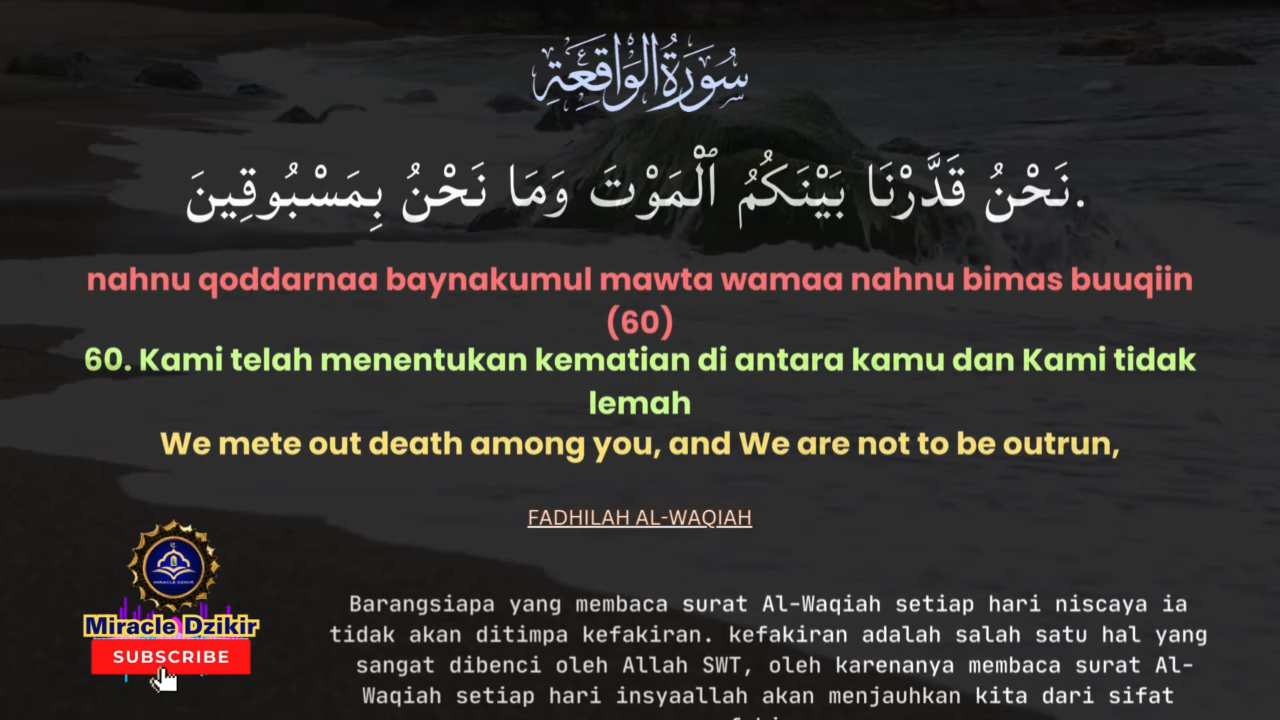 سُورَةُ الْوَاقِعَةِ
نَحْنُ قَدَّرْنَا بَيْنَكُمُ ٱلْمَوْتَ وَمَا نَحْنُ بِمَسْبُوقِينَ.
nahnu qoddarnaa baynakumul mawta wamaa nahnu bimas buuqiin
(60)
60. Kami telah menentukan kematian di antara kamu dan Kami tidak
lemah
We mete out death among you, and We are not to be outrun,
FADHILAH AL-WAQIAH
MIRACLE DZIKIR
Miracle Dzikir
SUBSCRIBE
Barangsiapa yang membaca surat Al-Waqiah setiap hari niscaya ia
tidak akan ditimpa kefakiran. kefakiran adalah salah satu hal yang
sangat dibenci oleh Allah SWT, oleh karenanya membaca surat Al-
Waqiah setiap hari insyaallah akan menjauhkan kita dari sifat